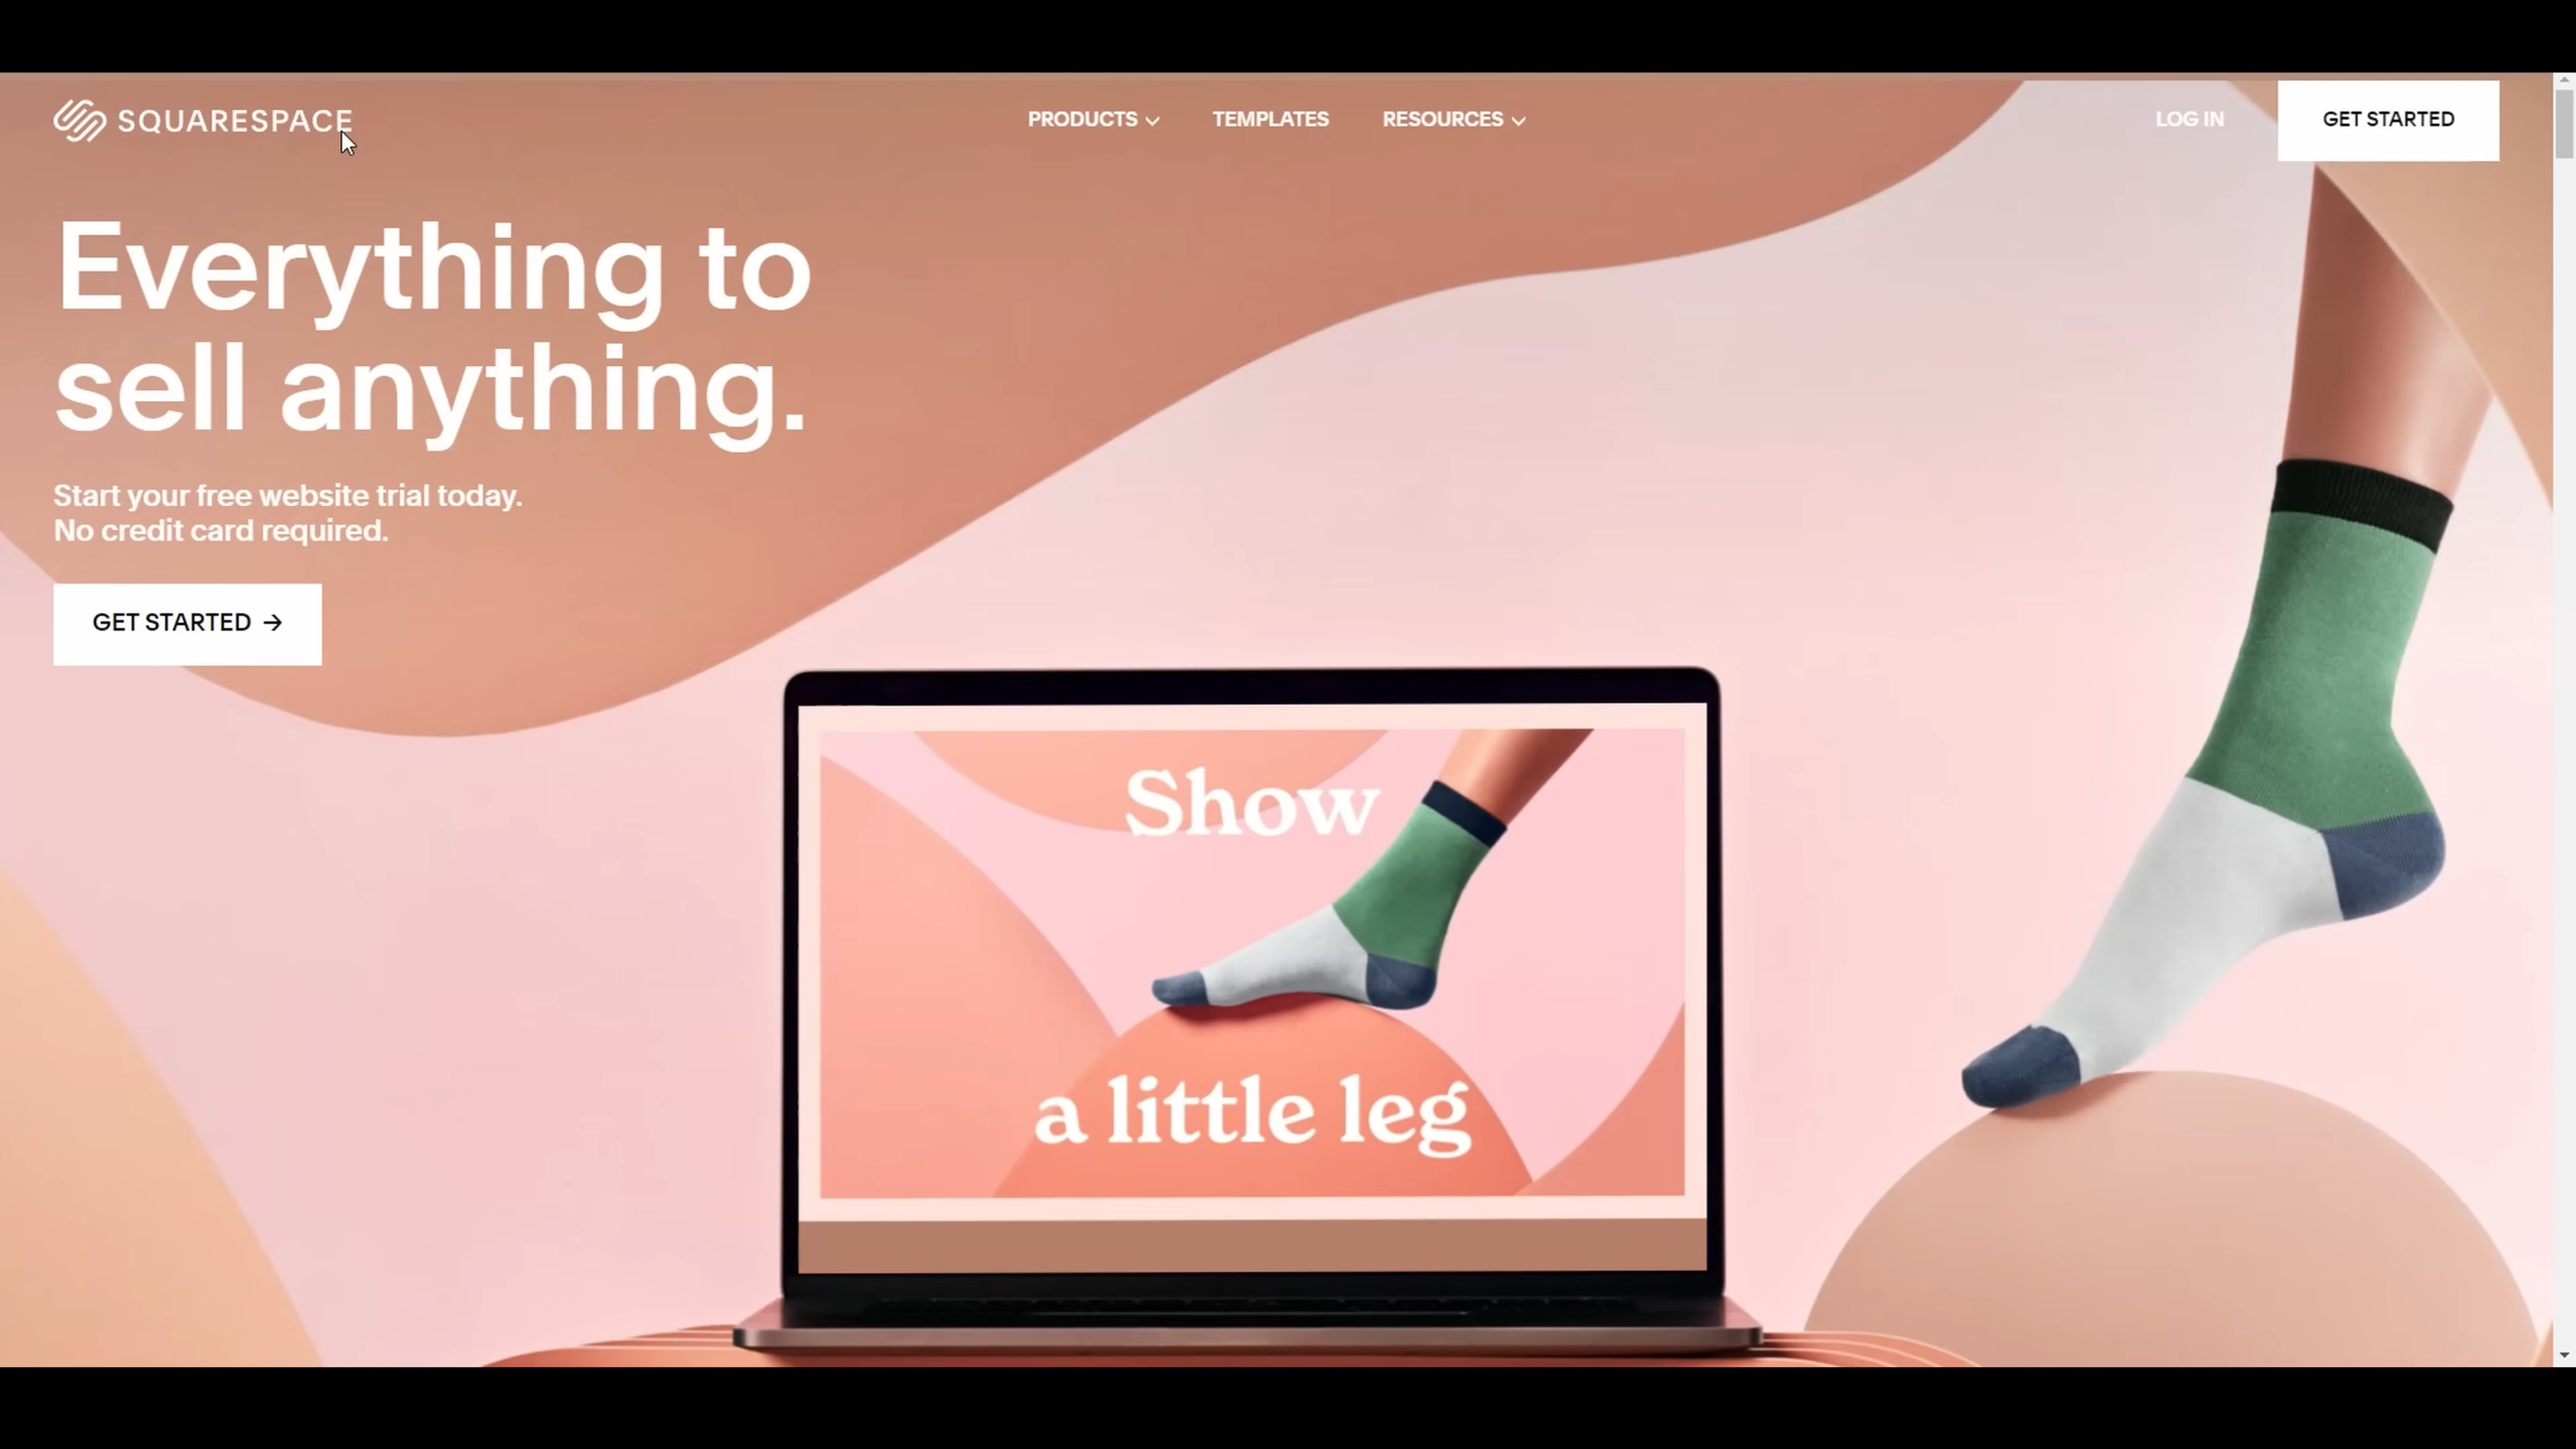 SQUARESPACE
PRODUCTS
TEMPLATES
RESOURCES
LOG IN
GET STARTED
Everything to
sell anything.
Start your free website trial today.
No credit card required.
GET STARTED →
Show
a little leg